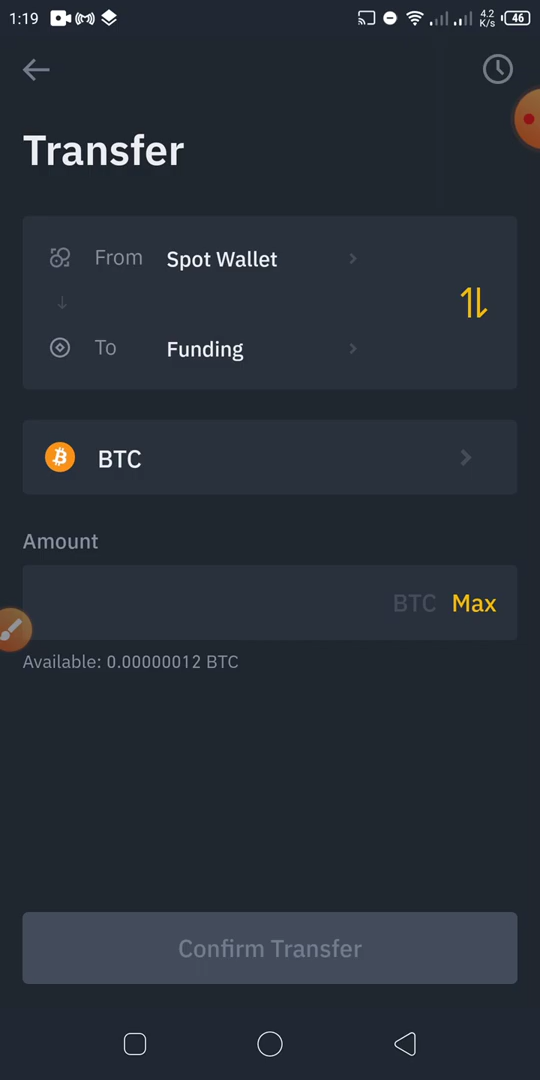 1:19 4.2 K/s 46
Transfer
From Spot Wallet
To Funding
BTC
Amount
BTC Max
Available: 0.00000012 BTC
Confirm Transfer